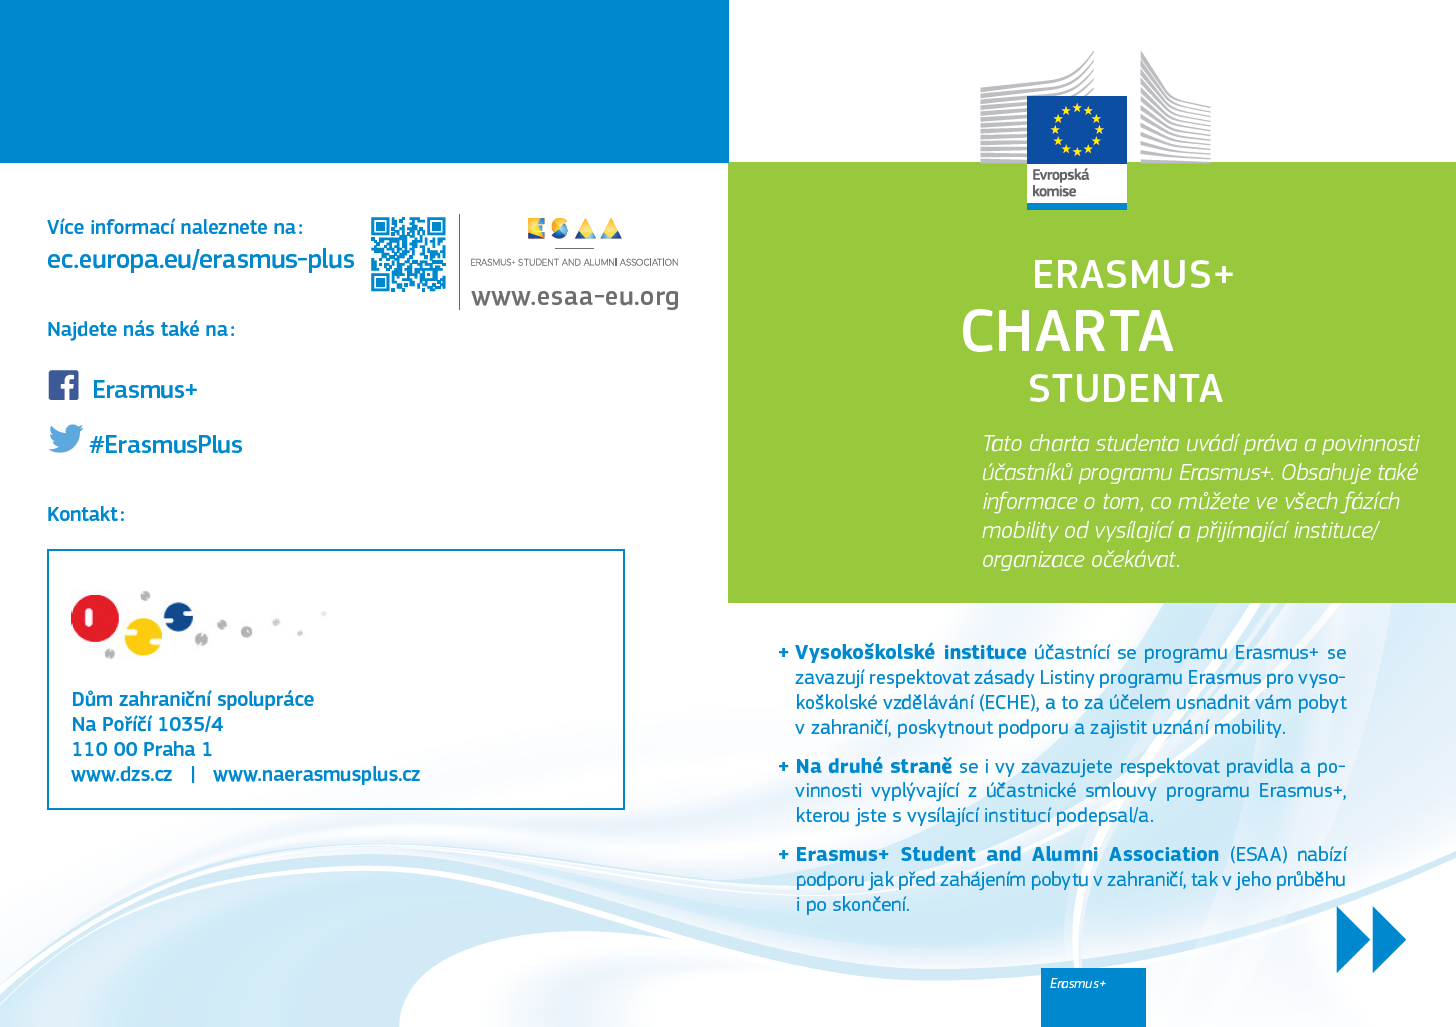 Více informací naleznete na:
ec.europa.eu/erasmus-plus
ESAA
ERASMUS+ STUDENT AND ALUMNI ASSOCIATION
www.esaa-eu.org
Najdete nás také na:
Erasmus+
#ErasmusPlus
Kontakt:
Dům zahraniční spolupráce
Na Poříčí 1035/4
110 00 Praha 1
www.dzs.cz | www.naerasmusplus.cz
Evropská
komise
ERASMUS+
CHARTA
STUDENTA
Tato charta studenta uvádí práva a povinnosti
účastníků programu Erasmus+. Obsahuje také
informace o tom, co můžete ve všech fázích
mobility od vysílající a přijímající instituce/
organizace očekávat.
+ Vysokoškolské instituce účastnící se programu Erasmus+ se
zavazují respektovat zásady Listiny programu Erasmus pro vyso-
koškolské vzdělávání (ECHE), a to za účelem usnadnit vám pobyt
v zahraničí, poskytnout podporu a zajistit uznání mobility.
+ Na druhé straně se i vy zavazujete respektovat pravidla a po-
vinnosti vyplývající z účastnické smlouvy programu Erasmus+,
kterou jste s vysílající institucí podepsal/a.
+ Erasmus+ Student and Alumni Association (ESAA) nabízí
podporu jak před zahájením pobytu v zahraničí, tak v jeho průběhu
i po skončení.
Erasmus+